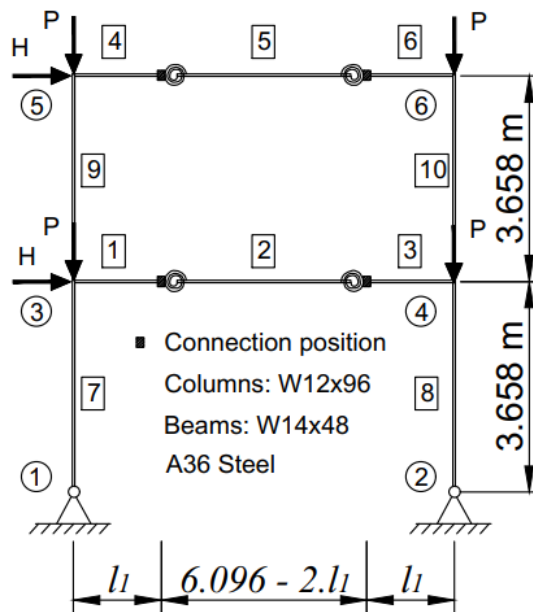 P 4 5 6 P
H
5 6
9 10
3.658 m
P P
H 1 2 3
3 4
■ Connection position
Columns: W12x96
7 8
Beams: W14x48
A36 Steel
3.658 m
1 2
l1 6.096 - 2.l1 l1